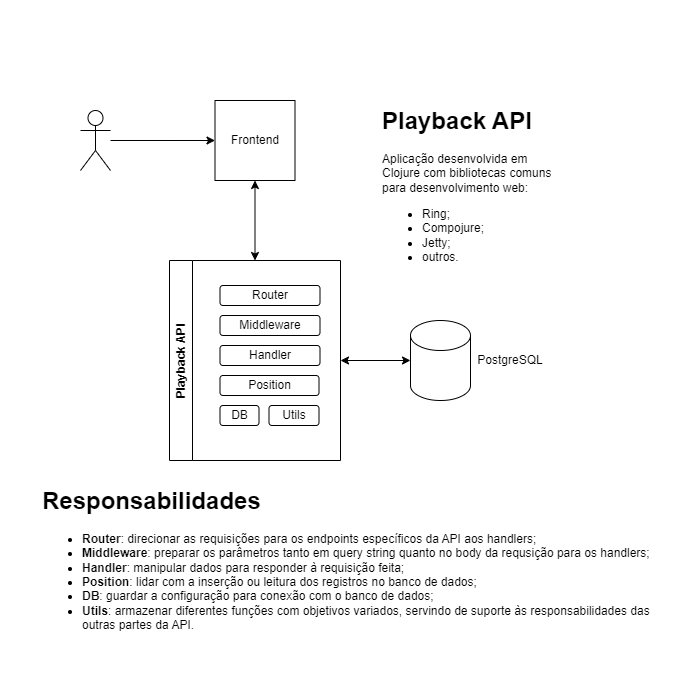 Playback API
Frontend
Aplicação desenvolvida em
Clojure com bibliotecas comuns
para desenvolvimento web:
Ring;
Compojure;
Jetty;
outros.
Playback API
Router
Middleware
Handler
Position
DB
Utils
PostgreSQL
Responsabilidades
Router: direcionar as requisições para os endpoints específicos da API aos handlers;
Middleware: preparar os parâmetros tanto em query string quanto no body da requsição para os handlers;
Handler: manipular dados para responder à requisição feita;
Position: lidar com a inserção ou leitura dos registros no banco de dados;
DB: guardar a configuração para conexão com o banco de dados;
Utils: armazenar diferentes funções com objetivos variados, servindo de suporte às responsabilidades das
outras partes da API.